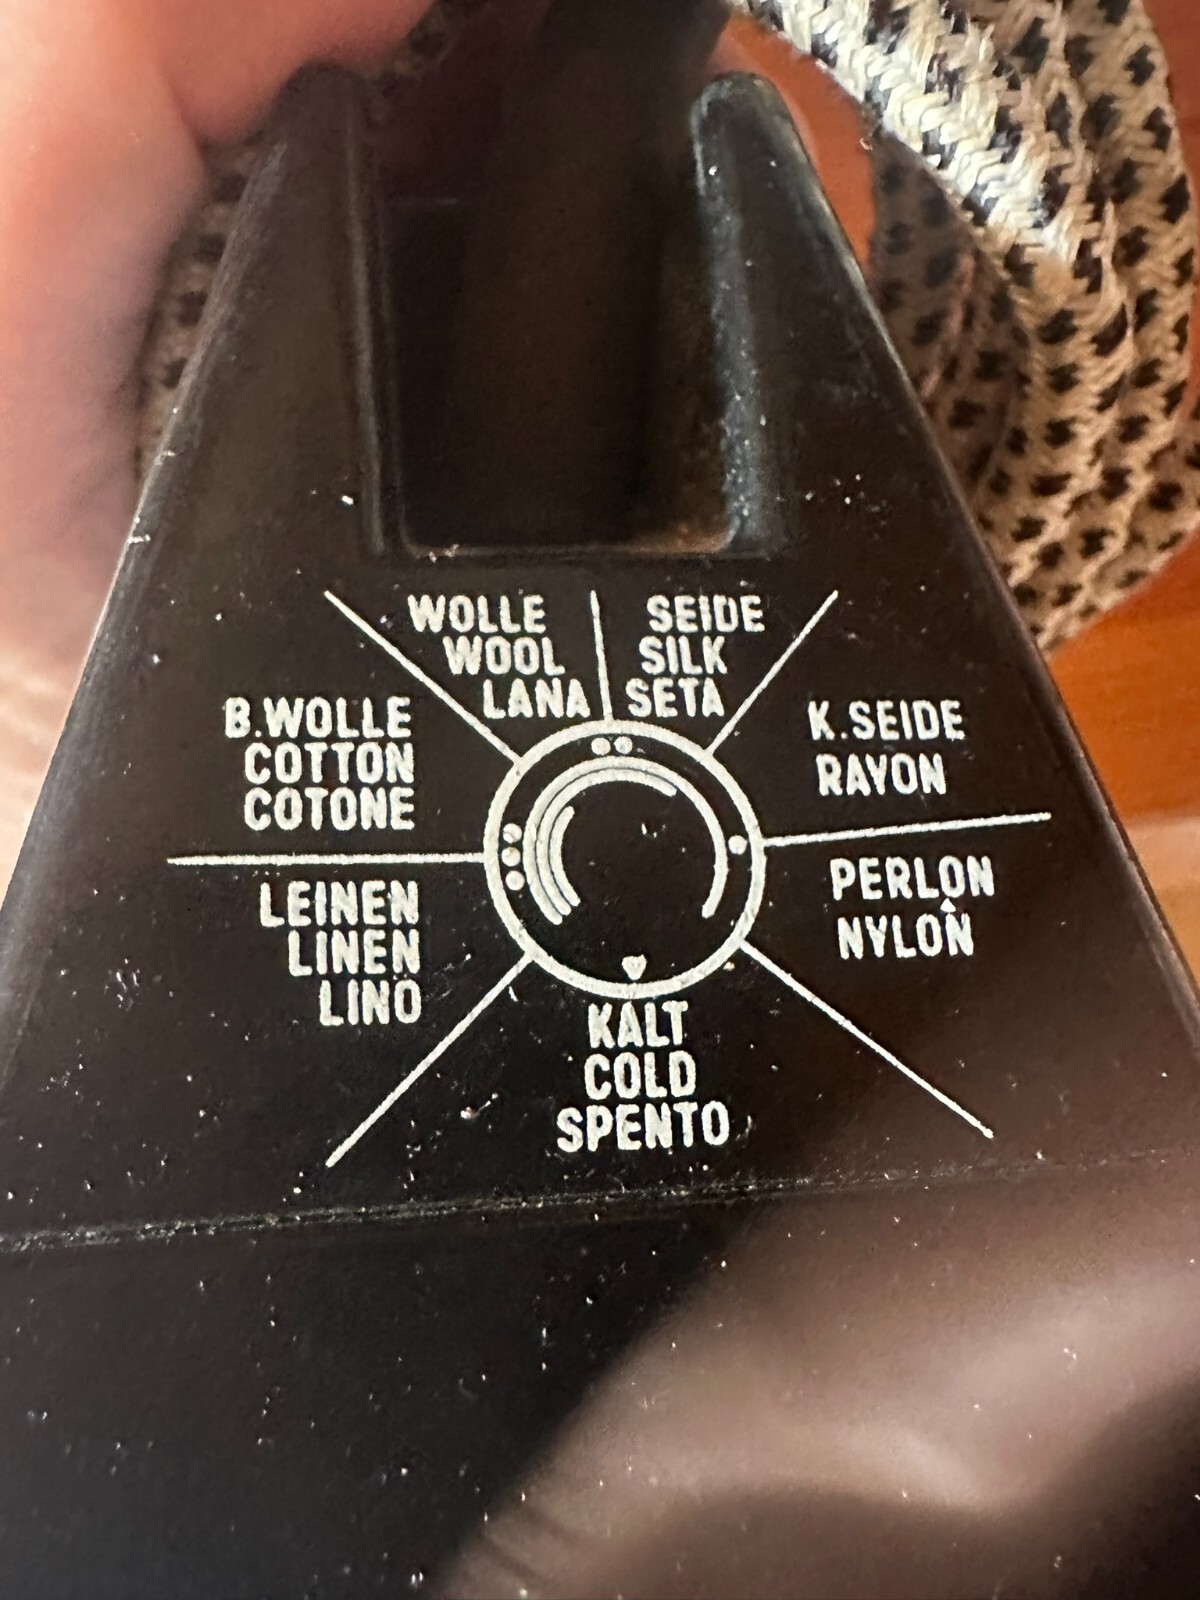 WOLLE
WOOL
LANA
SEIDE
SILK
SETA
B.WOLLE
COTTON
COTONE
K.SEIDE
RAYON
LEINEN
LINEN
LINO
PERLON
NYLON
KALT
COLD
SPENTO